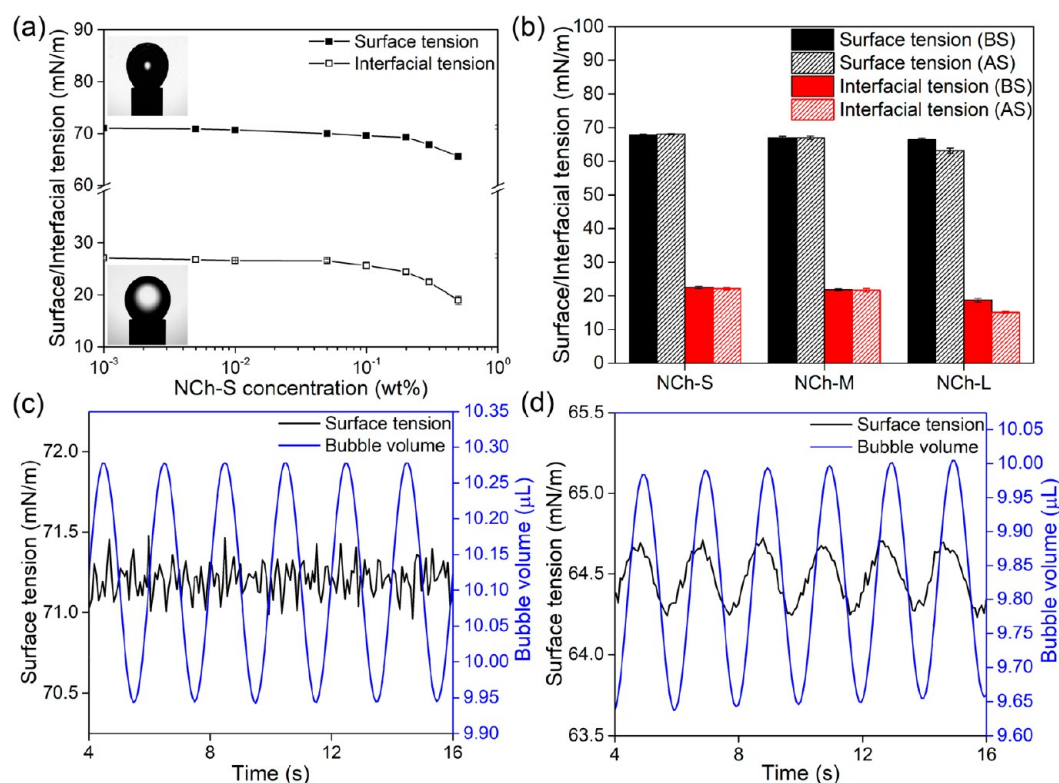 (a)
Surface tension
Interfacial tension
Surface/Interfacial tension (mN/m)
90
80
70
60
30
20
10
10⁻³ 10⁻² 10⁻¹ 10⁰
NCh-S concentration (wt%)
(b)
Surface tension (BS)
Surface tension (AS)
Interfacial tension (BS)
Interfacial tension (AS)
Surface/Interfacial tension (mN/m)
100
90
80
70
60
50
40
30
20
10
0
NCh-S NCh-M NCh-L
(c)
Surface tension
Bubble volume
Surface tension (mN/m)
72.0
71.5
71.0
70.5
10.35
10.30
10.25
10.20
10.15
10.10
10.05
10.00
9.95
9.90
Bubble volume (µL)
4 8 12 16
Time (s)
(d)
Surface tension
Bubble volume
Surface tension (mN/m)
65.5
65.0
64.5
64.0
63.5
10.05
10.00
9.95
9.90
9.85
9.80
9.75
9.70
9.65
9.60
Bubble volume (µL)
4 8 12 16
Time (s)